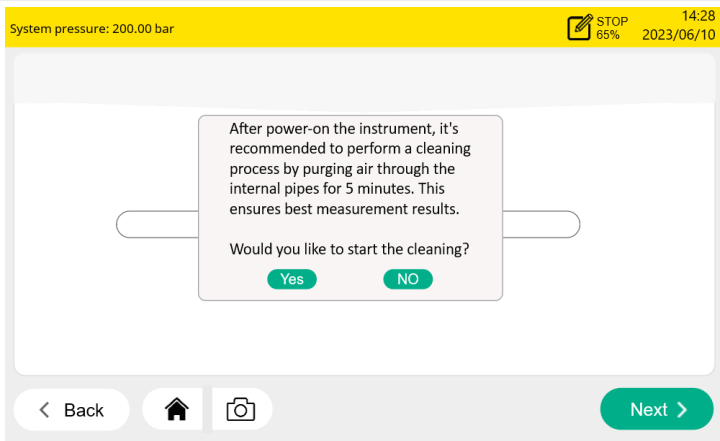 System pressure: 200.00 bar
STOP
65%
14:28
2023/06/10
After power-on the instrument, it's
recommended to perform a cleaning
process by purging air through the
internal pipes for 5 minutes. This
ensures best measurement results.
Would you like to start the cleaning?
Yes NO
Back
Next